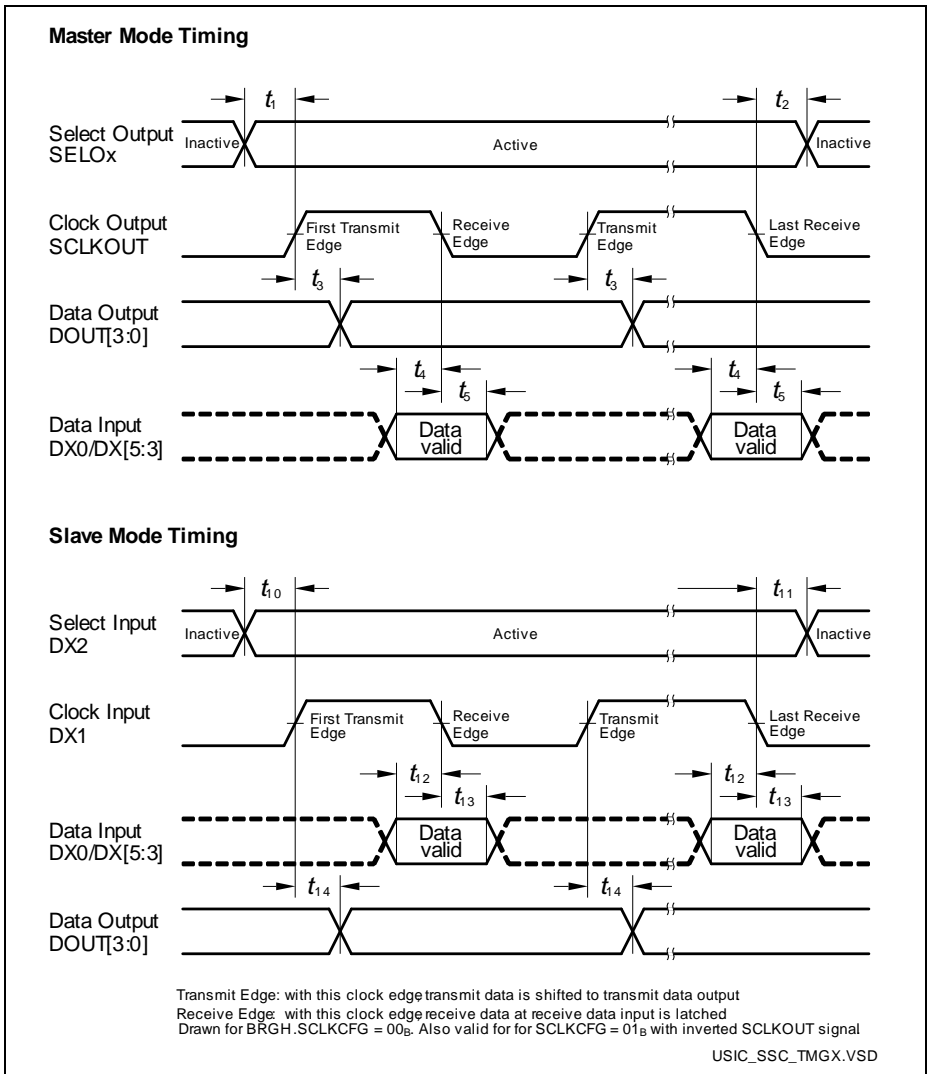 Master Mode Timing
t1
t2
Select Output
SELOx
Inactive
Active
Inactive
Clock Output
SCLKOUT
First Transmit
Edge
Receive
Edge
Transmit
Edge
Last Receive
Edge
t3
t3
Data Output
DOUT[3:0]
t4
t5
t4
t5
Data Input
DX0/DX[5:3]
Data
valid
Data
valid
Slave Mode Timing
t10
t11
Select Input
DX2
Inactive
Active
Inactive
Clock Input
DX1
First Transmit
Edge
Receive
Edge
Transmit
Edge
Last Receive
Edge
t12
t13
t12
t13
Data Input
DX0/DX[5:3]
Data
valid
Data
valid
t14
t14
Data Output
DOUT[3:0]
Transmit Edge: with this clock edge, transmit data is shifted to transmit data output
Receive Edge: with this clock edge, receive data at receive data input is latched
Drawn for BRGH.SCLKCFG = 00B. Also valid for for SCLKCFG = 01B with inverted SCLKOUT signal.
USIC_SSC_TMGX.VSD